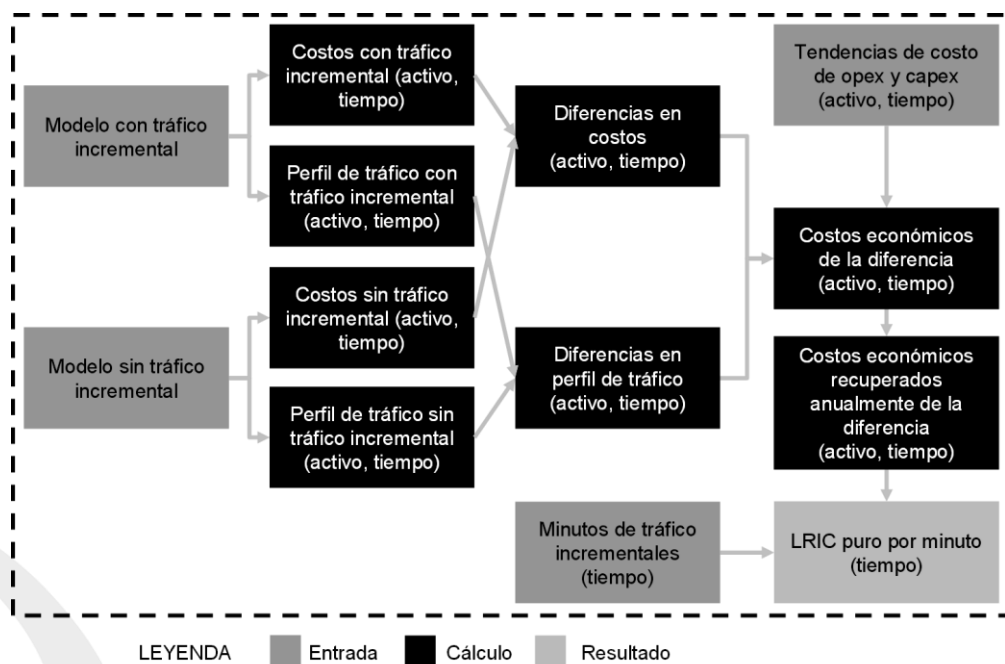 Modelo con tráfico
incremental
Modelo sin tráfico
incremental
Costos con tráfico
incremental (activo,
tiempo)
Perfil de tráfico con
tráfico incremental
(activo, tiempo)
Costos sin tráfico
incremental (activo,
tiempo)
Perfil de tráfico sin
tráfico incremental
(activo, tiempo)
Diferencias en
costos
(activo, tiempo)
Diferencias en
perfil de tráfico
(activo, tiempo)
Minutos de tráfico
incrementales
(tiempo)
Tendencias de costo
de opex y capex
(activo, tiempo)
Costos económicos
de la diferencia
(activo, tiempo)
Costos económicos
recuperados
anualmente de la
diferencia
(activo, tiempo)
LRIC puro por minuto
(tiempo)
LEYENDA
Entrada
Cálculo
Resultado